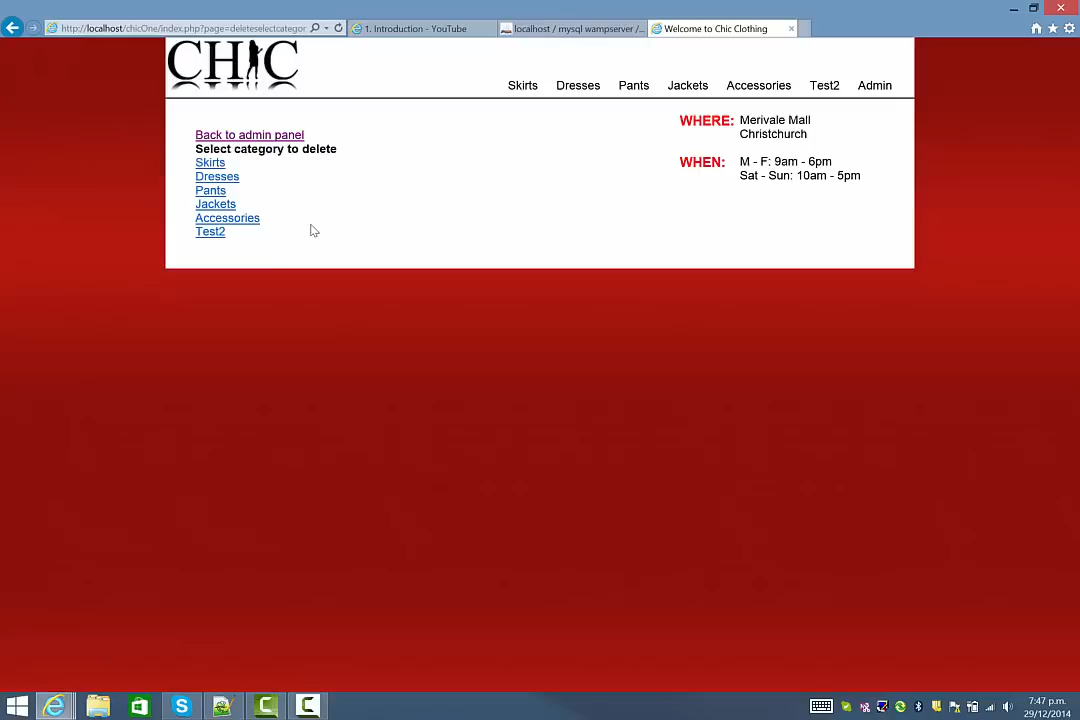 http://localhost/chicOne/index.php?page=deleteselectcategor
1. Introduction - YouTube
localhost / mysql wampserver /...
Welcome to Chic Clothing
CHIC
Skirts Dresses Pants Jackets Accessories Test2 Admin
Back to admin panel
Select category to delete
Skirts
Dresses
Pants
Jackets
Accessories
Test2
WHERE: Merivale Mall
Christchurch
WHEN: M - F: 9am - 6pm
Sat - Sun: 10am - 5pm
7:47 p.m.
29/12/2014